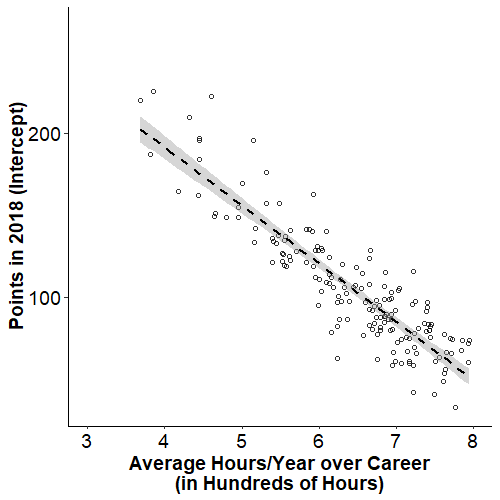 Points in 2018 (Intercept)
200
100
3 4 5 6 7 8
Average Hours/Year over Career
(in Hundreds of Hours)